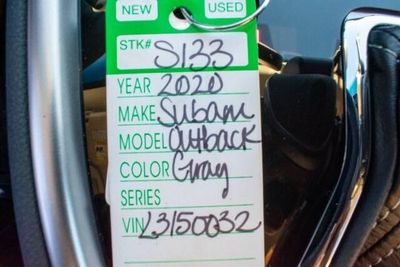 NEW USED
STK# S133
YEAR 2020
MAKE Subaru
MODEL Outback
COLOR Gray
SERIES
VIN L3150032